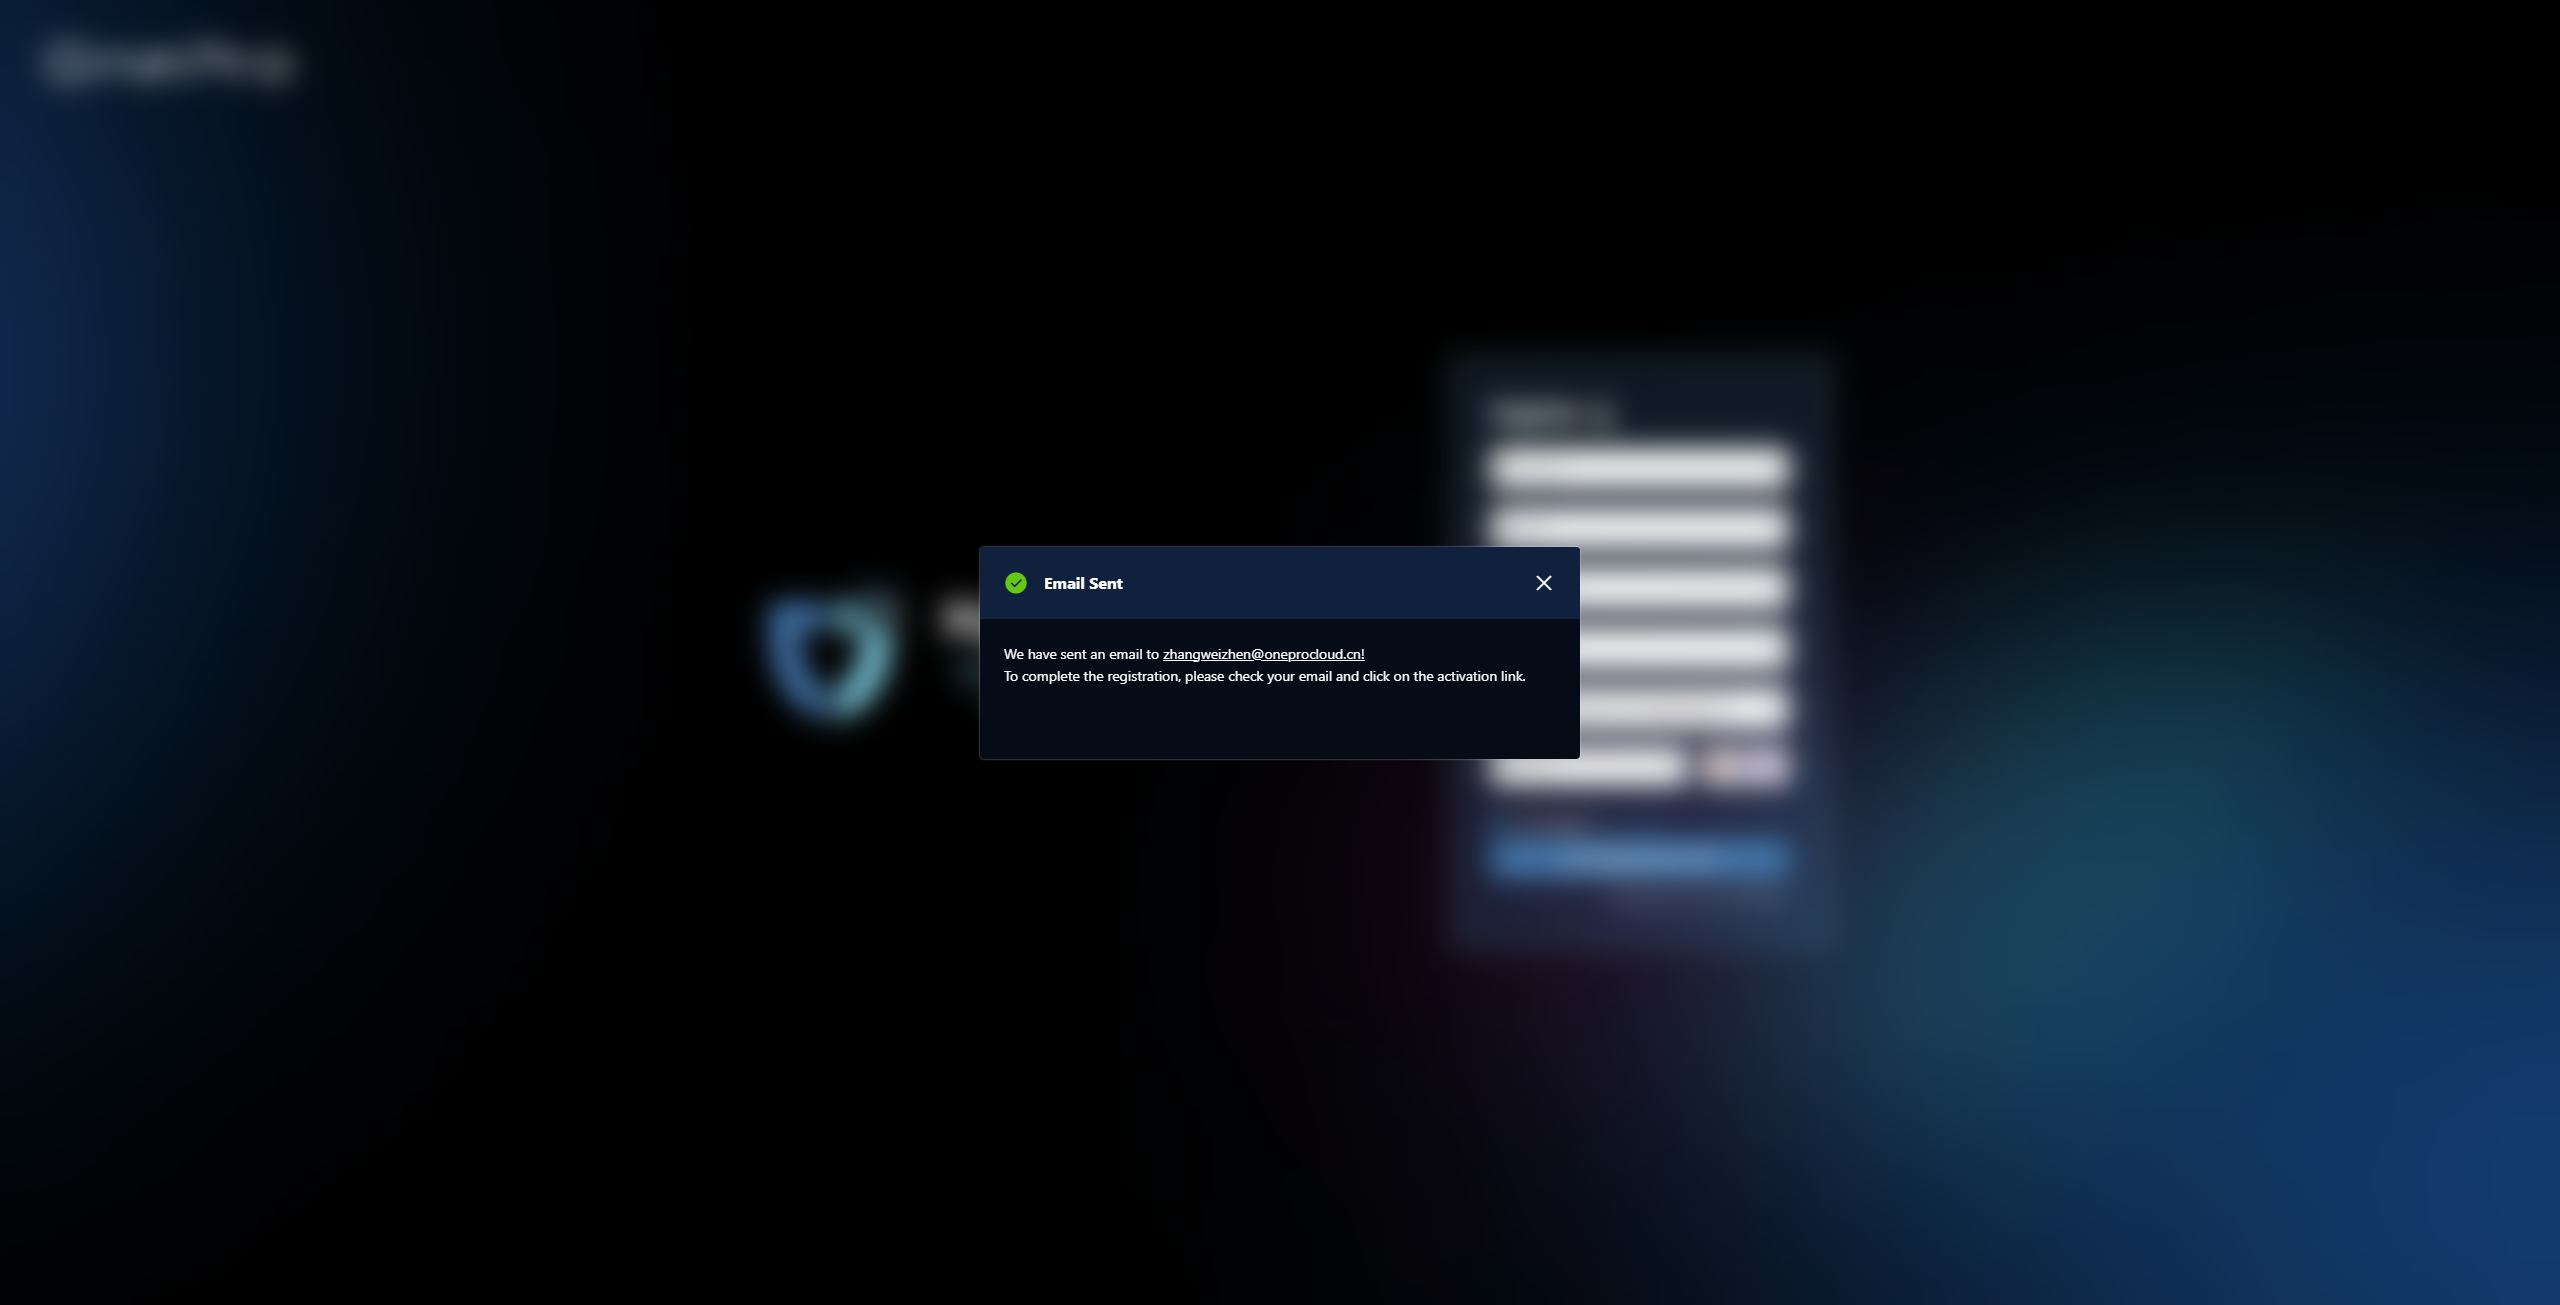 Email Sent
We have sent an email to zhangweizhen@oneprocloud.cn!
To complete the registration, please check your email and click on the activation link.